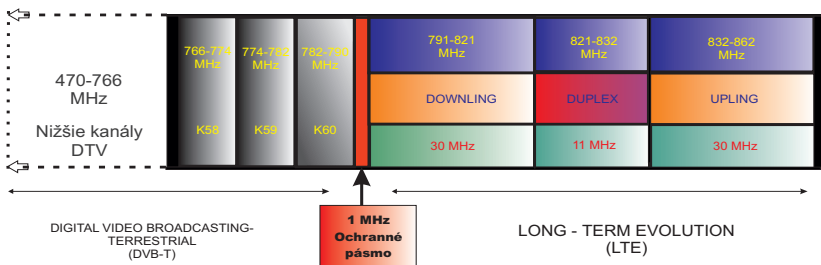 470-766
MHz
Nižšie kanály
DTV
766-774
MHz
K58
774-782
MHz
K59
782-790
MHz
K60
791-821
MHz
DOWNLING
30 MHz
821-832
MHz
DUPLEX
11 MHz
832-862
MHz
UPLING
30 MHz
DIGITAL VIDEO BROADCASTING-
TERRESTRIAL
(DVB-T)
1 MHz
Ochranné
pásmo
LONG - TERM EVOLUTION
(LTE)